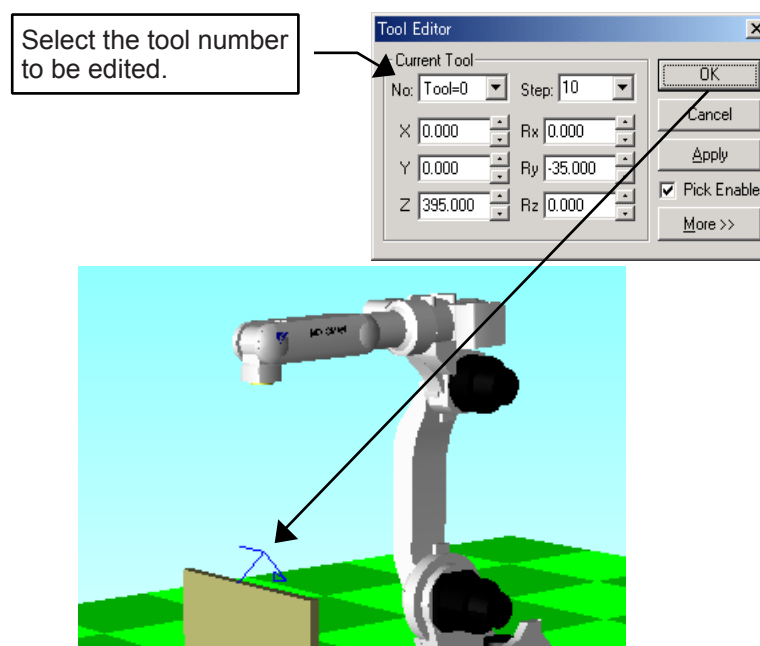 Select the tool number
to be edited.
Tool Editor
Current Tool
No: Tool=0 Step: 10
X 0.000 Rx 0.000
Y 0.000 Ry -35.000
Z 395.000 Rz 0.000
OK
Cancel
Apply
Pick Enable
More >>